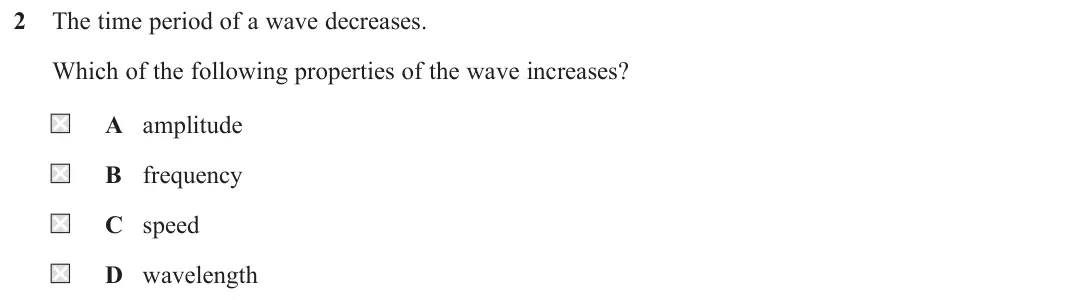 2 The time period of a wave decreases.
Which of the following properties of the wave increases?
A amplitude
B frequency
C speed
D wavelength